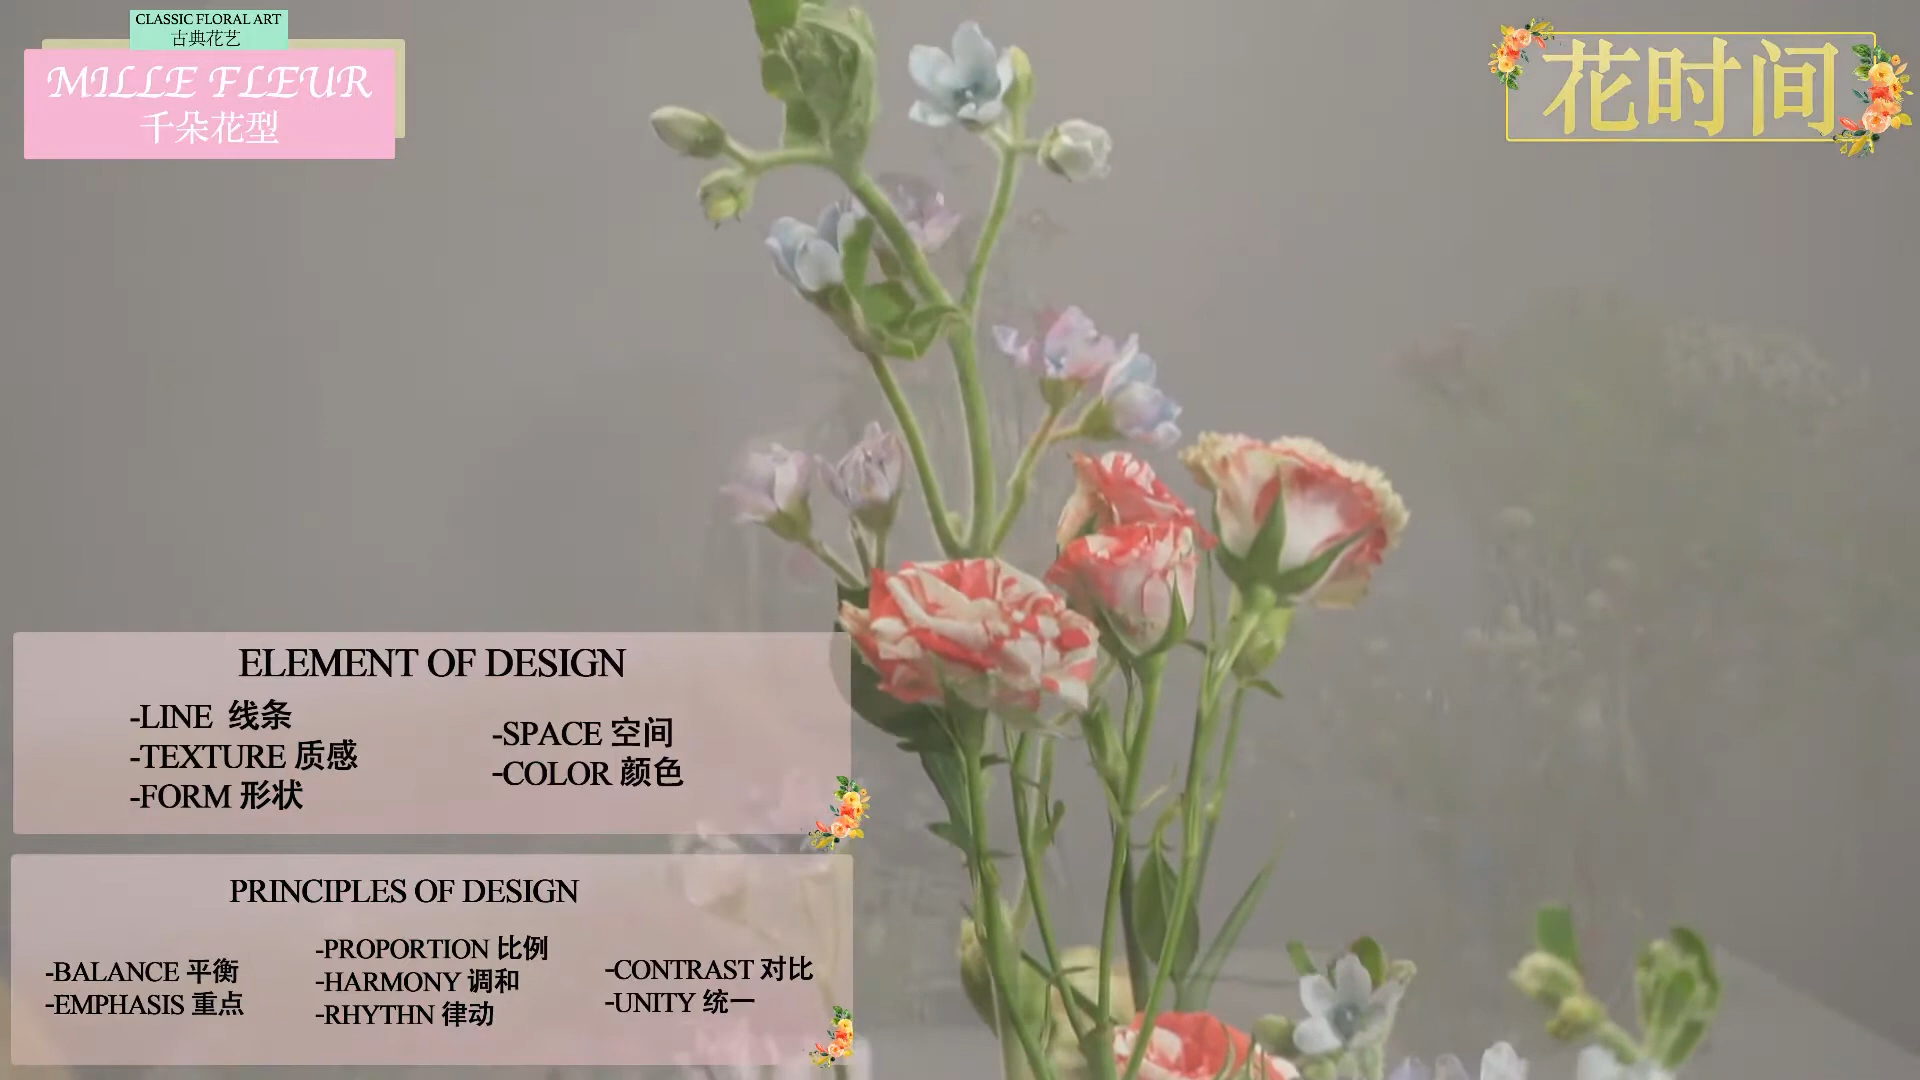 CLASSIC FLORAL ART
古典花艺
MILLE FLEUR
千朵花型
花时间
ELEMENT OF DESIGN
-LINE 线条
-TEXTURE 质感
-FORM 形状
-SPACE 空间
-COLOR 颜色
PRINCIPLES OF DESIGN
-BALANCE 平衡
-EMPHASIS 重点
-PROPORTION 比例
-HARMONY 调和
-RHYTHN 律动
-CONTRAST 对比
-UNITY 统一